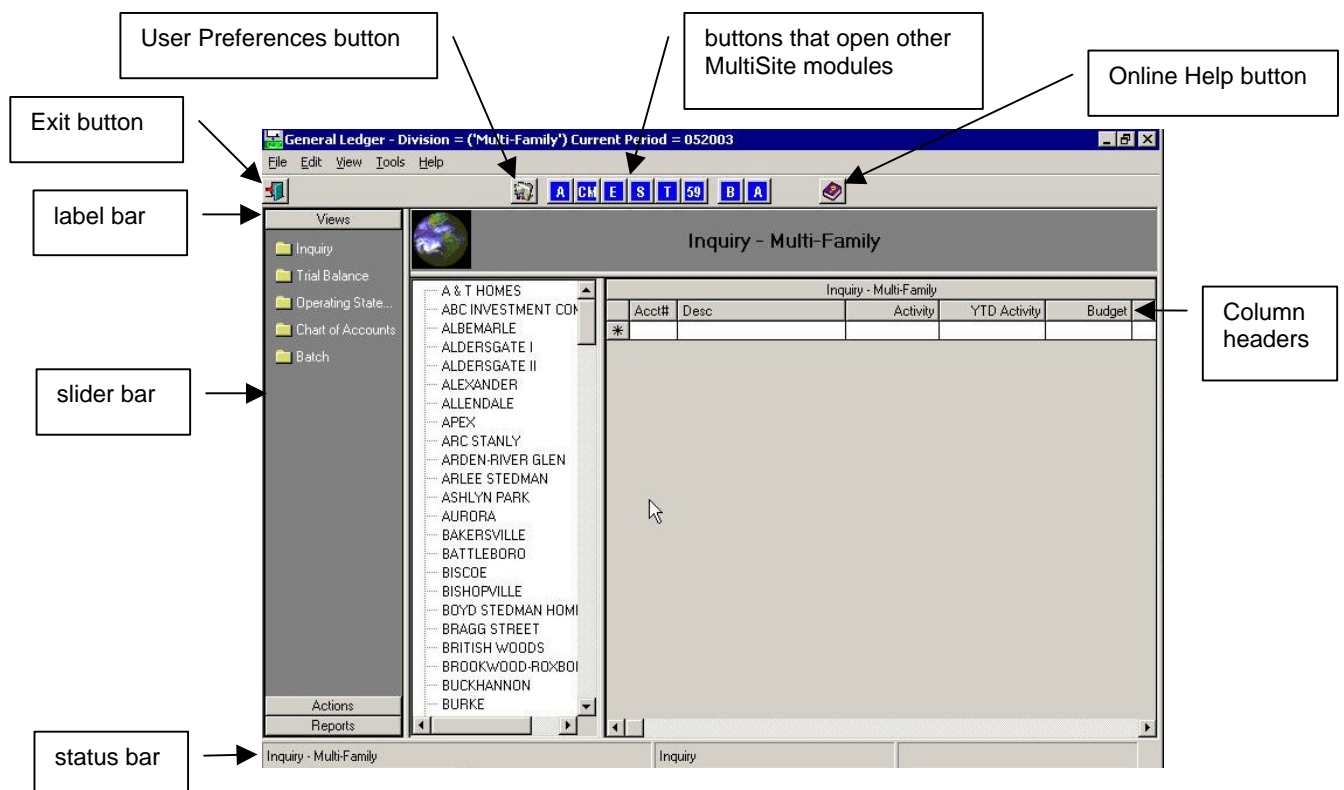 User Preferences button
buttons that open other
MultiSite modules
Online Help button
Exit button
General Ledger - Division = ('Multi-Family') Current Period = 052003
File Edit View Tools Help
A CM E S T 59 B A
label bar
Views
Inquiry - Multi-Family
Inquiry
Trial Balance
Operating State...
Chart of Accounts
Batch
A & T HOMES
ABC INVESTMENT COM
ALBEMARLE
ALDERSGATE I
ALDERSGATE II
ALEXANDER
ALLENDALE
APEX
ARC STANLY
ARDEN-RIVER GLEN
ARLEE STEDMAN
ASHLYN PARK
AURORA
BAKERSVILLE
BATTLEBORO
BISCOE
BISHOPVILLE
BOYD STEDMAN HOMI
BRAGG STREET
BRITISH WOODS
BROOKWOOD-ROXBOI
BUCKHANNON
BURKE
Inquiry - Multi-Family
Acct# Desc Activity YTD Activity Budget
Column
headers
slider bar
Actions
Reports
status bar
Inquiry - Multi-Family Inquiry